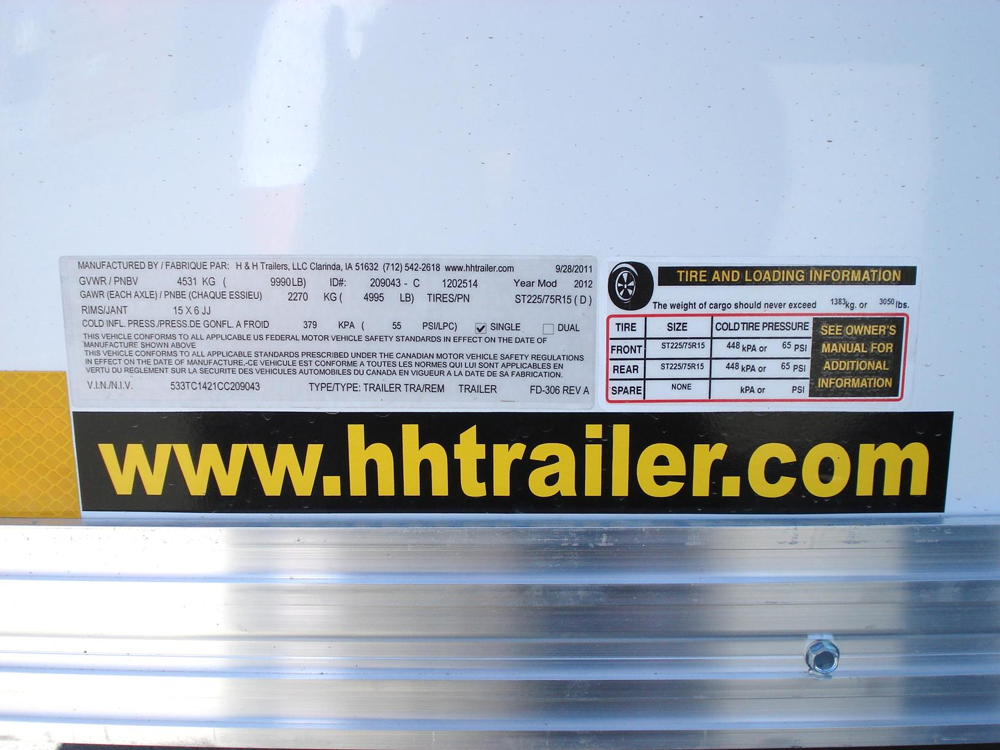 MANUFACTURED BY / FABRIQUE PAR: H & H Trailers, LLC Clarinda, IA 51632 (712) 542-2618 www.hhtrailer.com 9/28/2011
GVWR / PNBV 4531 KG ( 9990LB) ID#: 209043 - C 1202514 Year Mod 2012
GAWR (EACH AXLE) / PNBE (CHAQUE ESSIEU) 2270 KG ( 4995 LB) TIRES/PN ST225/75R15 ( D )
RIMS/JANT 15 X 6 JJ
COLD INFL. PRESS./PRESS.DE GONFL. A FROID 379 KPA ( 55 PSI/LPC) SINGLE DUAL
THIS VEHICLE CONFORMS TO ALL APPLICABLE US FEDERAL MOTOR VEHICLE SAFETY STANDARDS IN EFFECT ON THE DATE OF
MANUFACTURE SHOWN ABOVE
THIS VEHICLE CONFORMS TO ALL APPLICABLE STANDARDS PRESCRIBED UNDER THE CANADIAN MOTOR VEHICLE SAFETY REGULATIONS
IN EFFECT ON THE DATE OF MANUFACTURE,-CE VEHICULE EST CONFORME A TOUTES LES NORMES QUI LUI SONT APPLICABLES EN
VERTU DU REGLEMENT SUR LA SECURITE DES VEHICULES AUTOMOBILES DU CANADA EN VIGUEUR A LA DATE DE SA FABRICATION.
V.I.N./N.I.V. 533TC1421CC209043 TYPE/TYPE: TRAILER TRA/REM TRAILER FD-306 REV A
TIRE AND LOADING INFORMATION
The weight of cargo should never exceed 1383kg. or 3050lbs.
TIRE SIZE COLD TIRE PRESSURE
FRONT ST225/75R15 448 kPA or 65 PSI
REAR ST225/75R15 448 kPA or 65 PSI
SPARE NONE kPA or PSI
SEE OWNER'S
MANUAL FOR
ADDITIONAL
INFORMATION
www.hhtrailer.com